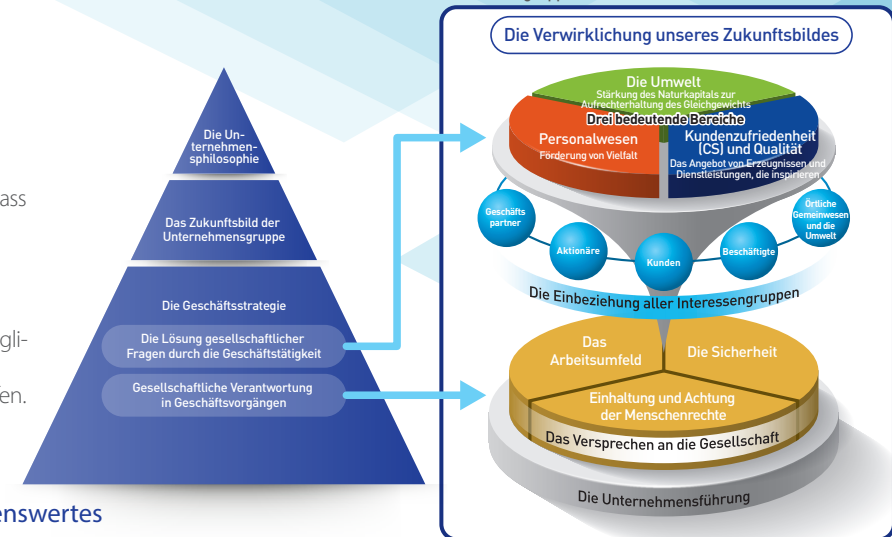 Die Verwirklichung unseres Zukunftsbildes
Die Umwelt
Stärkung des Naturkapitals zur
Aufrechterhaltung des Gleichgewichts
Drei bedeutende Bereiche
Personalwesen
Förderung von Vielfalt
Kundenzufriedenheit
(CS) und Qualität
Das Angebot von Erzeugnissen und
Dienstleistungen, die inspirieren
Geschäfts
partner
Aktionäre
Kunden
Beschäftigte
Örtliche
Gemeinwesen
und die
Umwelt
Die Einbeziehung aller Interessengruppen
Das
Arbeitsumfeld
Die Sicherheit
Einhaltung und Achtung
der Menschenrechte
Das Versprechen an die Gesellschaft
Die Unternehmensführung
Die Un-
ternehmen-
sphilosophie
Das Zukunftsbild der
Unternehmensgruppe
Die Geschäftsstrategie
Die Lösung gesellschaftlicher
Fragen durch die Geschäftstätigkeit
Gesellschaftliche Verantwortung
in Geschäftsvorgängen
ass
gli-
fen.
enswertes